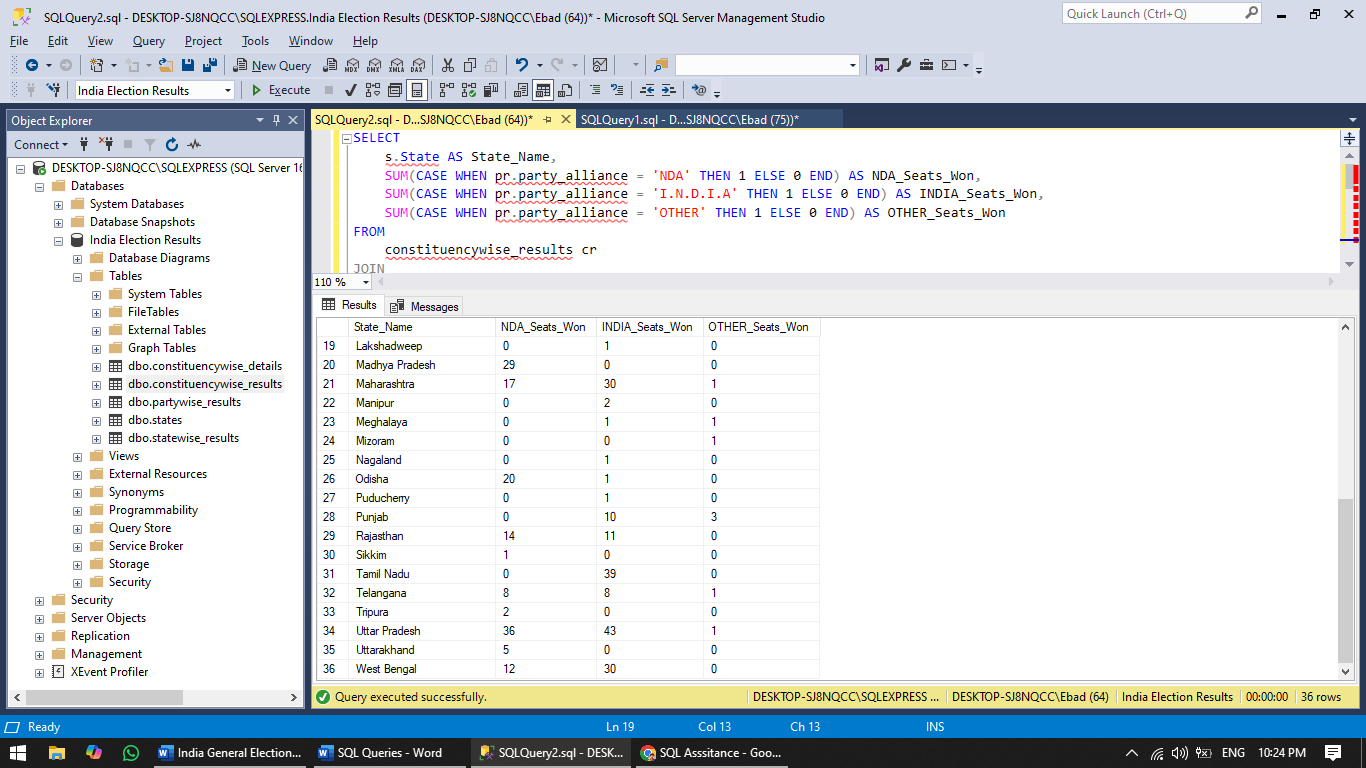 SQLQuery2.sql - DESKTOP-SJ8NQCC\SQLEXPRESS.India Election Results (DESKTOP-SJ8NQCC\Ebad (64))* - Microsoft SQL Server Management Studio
Quick Launch (Ctrl+Q)
File Edit View Query Project Tools Window Help
New Query MDX DMX XMLA DAX
India Election Results Execute
Object Explorer
Connect
DESKTOP-SJ8NQCC\SQLEXPRESS (SQL Server 16
Databases
System Databases
Database Snapshots
India Election Results
Database Diagrams
Tables
System Tables
FileTables
External Tables
Graph Tables
dbo.constituencywise_details
dbo.constituencywise_results
dbo.partywise_results
dbo.states
dbo.statewise_results
Views
External Resources
Synonyms
Programmability
Query Store
Service Broker
Storage
Security
Security
Server Objects
Replication
Management
XEvent Profiler
SQLQuery2.sql - D...SJ8NQCC\Ebad (64))* SQLQuery1.sql - D...SJ8NQCC\Ebad (75))*
SELECT
s.State AS State_Name,
SUM(CASE WHEN pr.party_alliance = 'NDA' THEN 1 ELSE 0 END) AS NDA_Seats_Won,
SUM(CASE WHEN pr.party_alliance = 'I.N.D.I.A' THEN 1 ELSE 0 END) AS INDIA_Seats_Won,
SUM(CASE WHEN pr.party_alliance = 'OTHER' THEN 1 ELSE 0 END) AS OTHER_Seats_Won
FROM
constituencywise_results cr
JOIN
110 %
Results Messages
State_Name NDA_Seats_Won INDIA_Seats_Won OTHER_Seats_Won
19 Lakshadweep 0 1 0
20 Madhya Pradesh 29 0 0
21 Maharashtra 17 30 1
22 Manipur 0 2 0
23 Meghalaya 0 1 1
24 Mizoram 0 0 1
25 Nagaland 0 1 0
26 Odisha 20 1 0
27 Puducherry 0 1 0
28 Punjab 0 10 3
29 Rajasthan 14 11 0
30 Sikkim 1 0 0
31 Tamil Nadu 0 39 0
32 Telangana 8 8 1
33 Tripura 2 0 0
34 Uttar Pradesh 36 43 1
35 Uttarakhand 5 0 0
36 West Bengal 12 30 0
Query executed successfully. DESKTOP-SJ8NQCC\SQLEXPRESS ... DESKTOP-SJ8NQCC\Ebad (64) India Election Results 00:00:00 36 rows
Ready Ln 19 Col 13 Ch 13 INS
India General Election... SQL Queries - Word SQLQuery2.sql - DESK... SQL Asssitance - Goo... ENG 10:24 PM